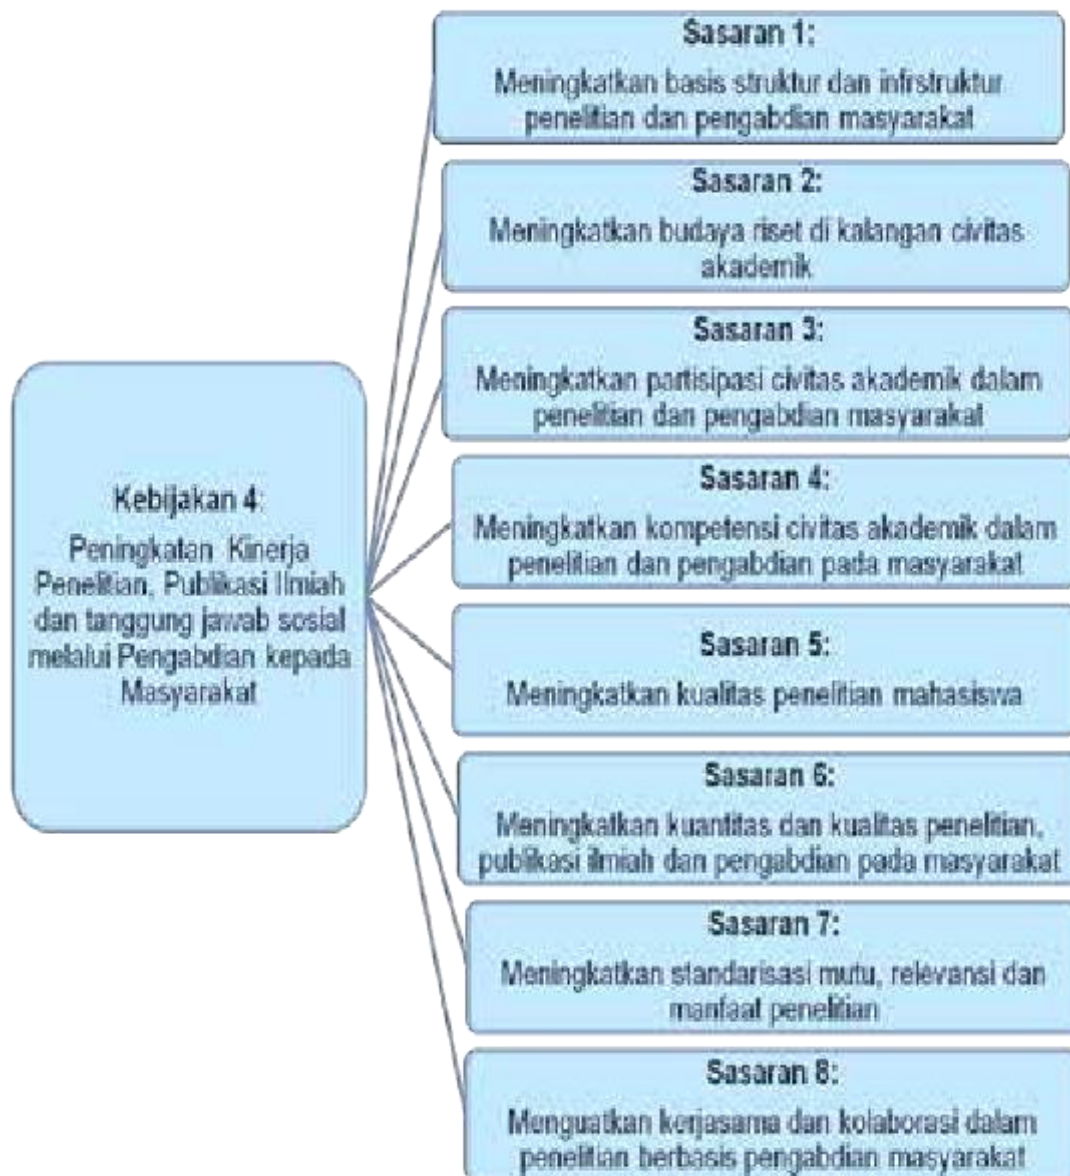 Kebijakan 4:
Peningkatan Kinerja
Penelitian, Publikasi Ilmiah
dan tanggung jawab sosial
melalui Pengabdian kepada
Masyarakat
Sasaran 1:
Meningkatkan basis struktur dan infrstruktur
penelitian dan pengabdian masyarakat
Sasaran 2:
Meningkatkan budaya riset di kalangan civitas
akademik
Sasaran 3:
Meningkatkan partisipasi civitas akademik dalam
penelitian dan pengabdian masyarakat
Sasaran 4:
Meningkatkan kompetensi civitas akademik dalam
penelitian dan pengabdian pada masyarakat
Sasaran 5:
Meningkatkan kualitas penelitian mahasiswa
Sasaran 6:
Meningkatkan kuantitas dan kualitas penelitian,
publikasi ilmiah dan pengabdian pada masyarakat
Sasaran 7:
Meningkatkan standarisasi mutu, relevansi dan
manfaat penelitian
Sasaran 8:
Menguatkan kerjasama dan kolaborasi dalam
penelitian berbasis pengabdian masyarakat